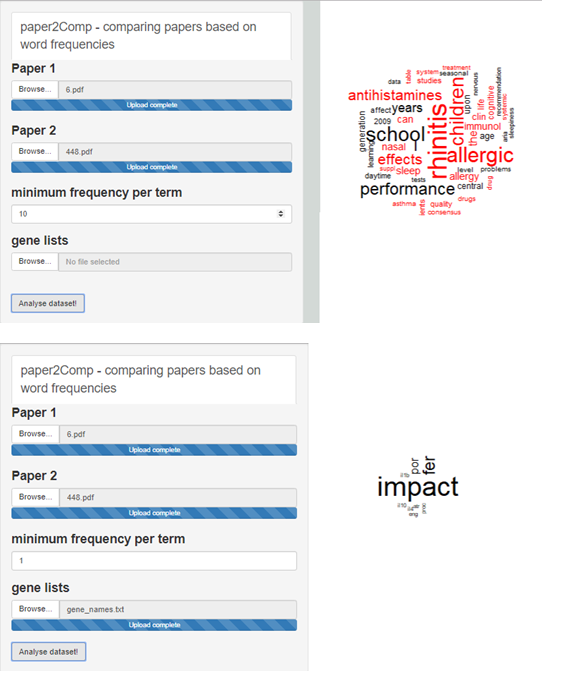 paper2Comp - comparing papers based on
word frequencies
Paper 1
Browse... 6.pdf
Upload complete
Paper 2
Browse... 448.pdf
Upload complete
minimum frequency per term
10
gene lists
Browse... No file selected
Analyse dataset!
treatment
system seasonal
table
data studies
nervous
recommendation
antihistamines
children
upon
life
cognitive
systemic
affect years
rhinitis
generation
2009 can
clin
immunol
sleepiness
school
the
age
aria
learning
nasal
allergic
effects
suppl sleep
level problems
daytime
allergy
tests
performance central
drug
drugs
asthma
quality
consensus
paper2Comp - comparing papers based on
word frequencies
Paper 1
Browse... 6.pdf
Upload complete
Paper 2
Browse... 448.pdf
Upload complete
minimum frequency per term
1
gene lists
Browse... gene_names.txt
Upload complete
Analyse dataset!
por
fer
impact
eng